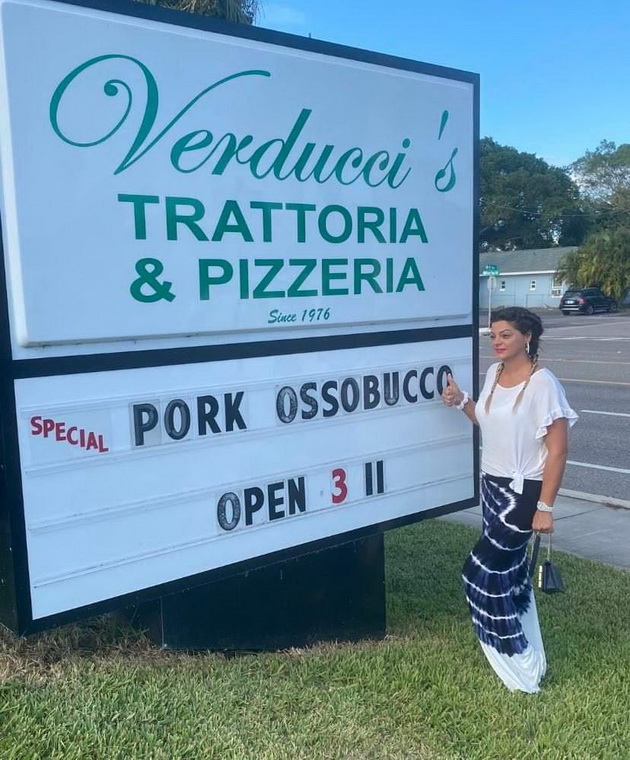 Verducci's
TRATTORIA
& PIZZERIA
Since 1976
SPECIAL PORK OSSOBUCCO
OPEN 3 11